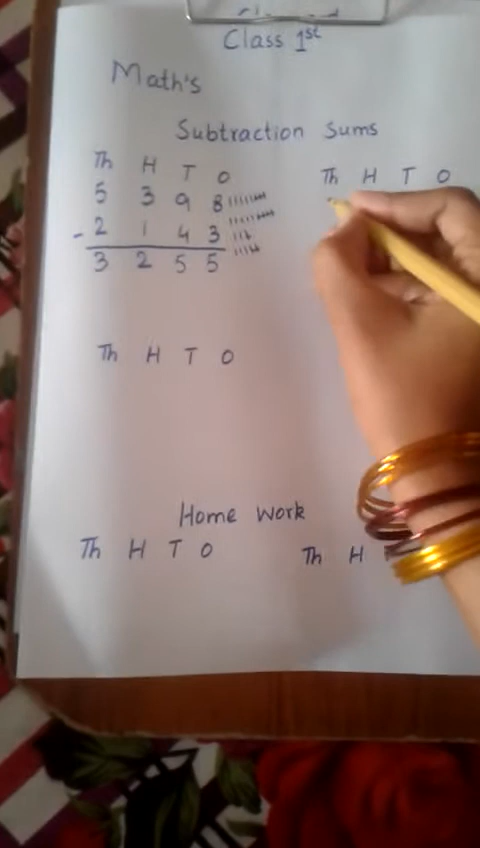 Class 1st
Math's
Subtraction Sums
Th H T O
5 3 9 8
- 2 1 4 3
3 2 5 5
Th H T O
Th H T O
Home Work
Th H T O
Th H